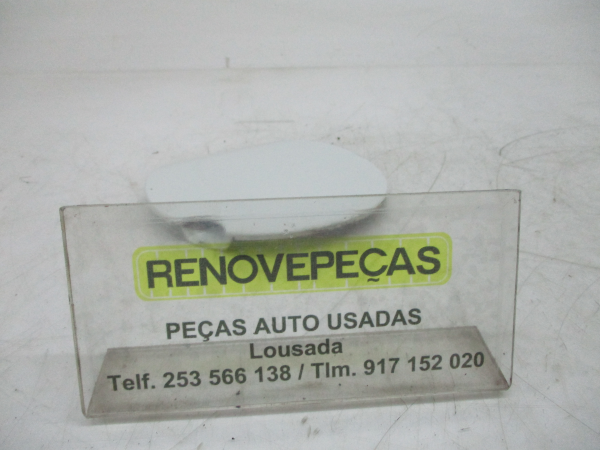 RENOVEPEÇAS
PEÇAS AUTO USADAS
Lousada
Telf. 253 566 138 / Tlm. 917 152 020